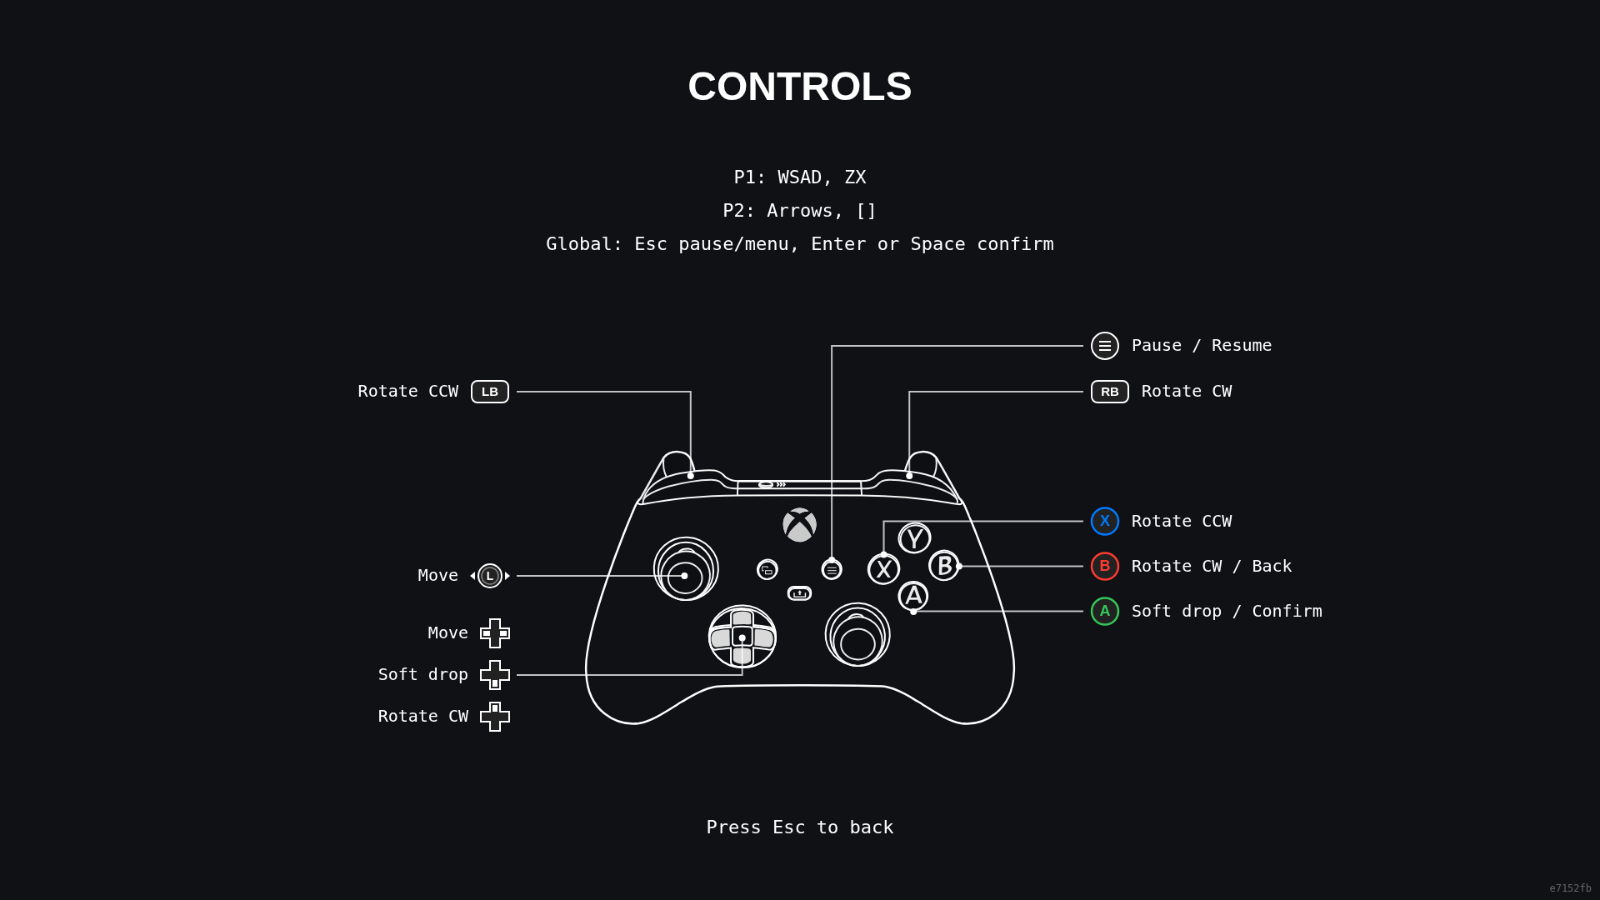 CONTROLS
P1: WSAD, ZX
P2: Arrows, []
Global: Esc pause/menu, Enter or Space confirm
Pause / Resume
Rotate CCW LB
RB Rotate CW
X Rotate CCW
Y
X
B
A
B Rotate CW / Back
Move L
A Soft drop / Confirm
Move
Soft drop
Rotate CW
Press Esc to back
e7152fb